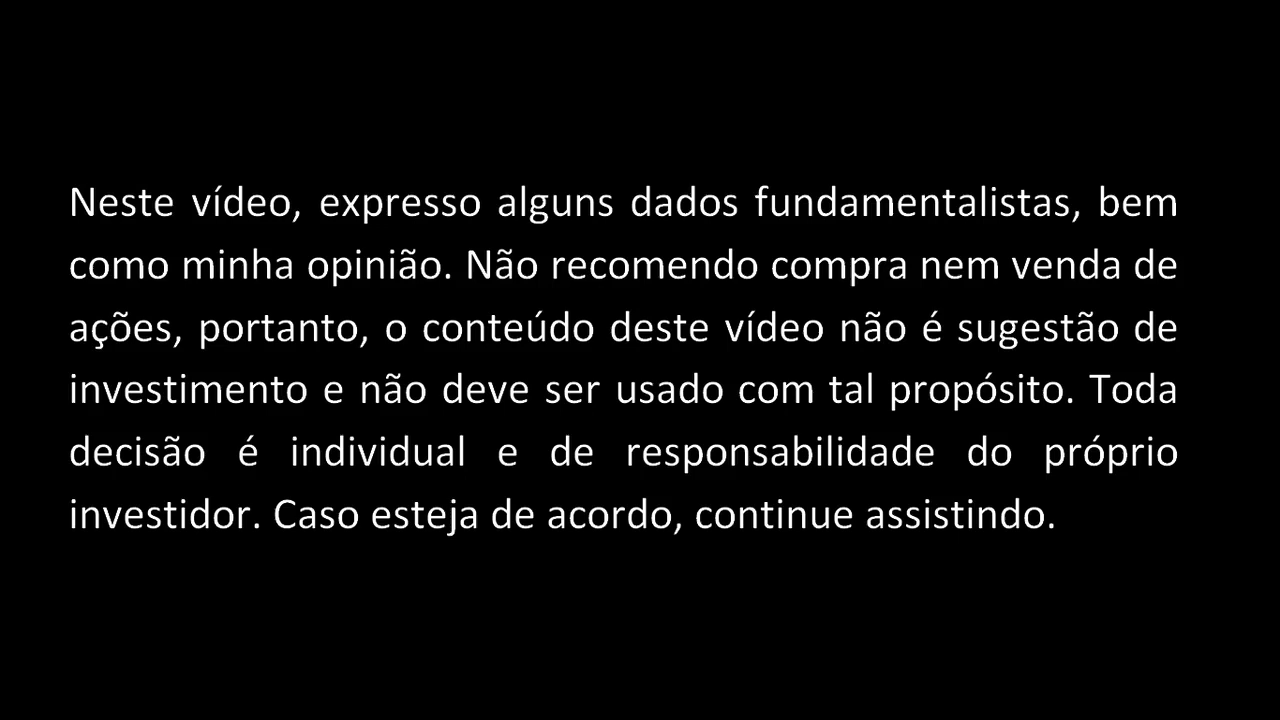 Neste vídeo, expresso alguns dados fundamentalistas, bem
como minha opinião. Não recomendo compra nem venda de
ações, portanto, o conteúdo deste vídeo não é sugestão de
investimento e não deve ser usado com tal propósito. Toda
decisão é individual e de responsabilidade do próprio
investidor. Caso esteja de acordo, continue assistindo.